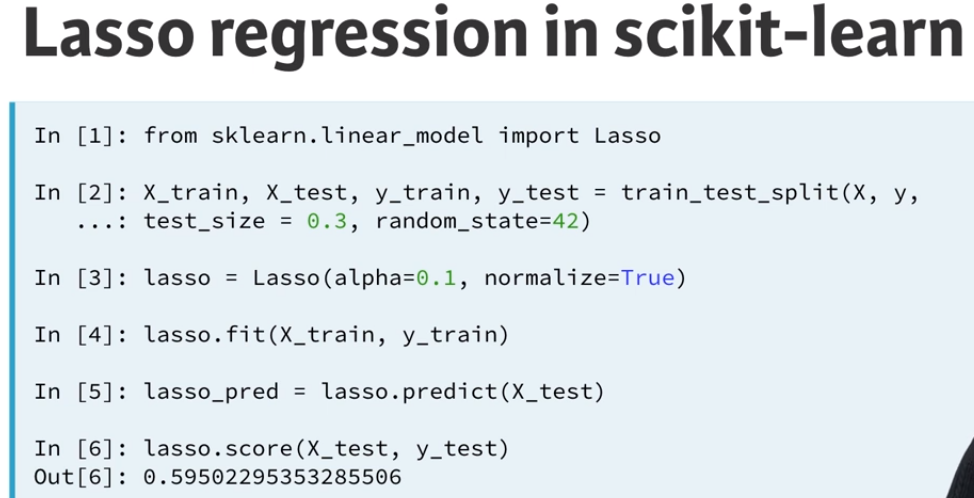 Lasso regression in scikit-learn
In [1]: from sklearn.linear_model import Lasso
In [2]: X_train, X_test, y_train, y_test = train_test_split(X, y,
...: test_size = 0.3, random_state=42)
In [3]: lasso = Lasso(alpha=0.1, normalize=True)
In [4]: lasso.fit(X_train, y_train)
In [5]: lasso_pred = lasso.predict(X_test)
In [6]: lasso.score(X_test, y_test)
Out[6]: 0.59502295353285506